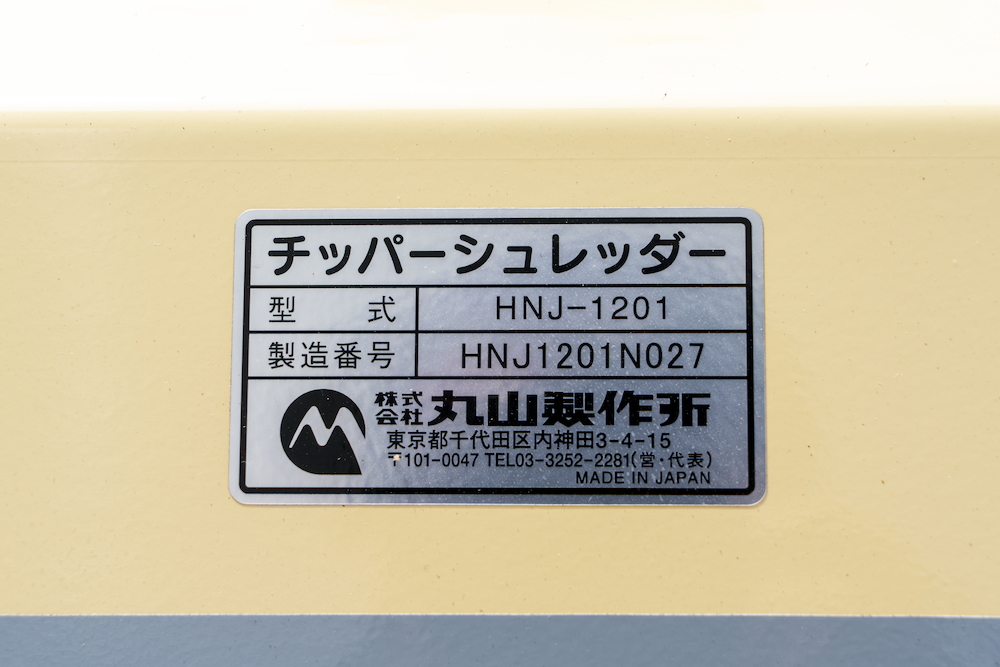 チッパーシュレッダー
型式 HNJ-1201
製造番号 HNJ1201N027
株式会社 丸山製作所
東京都千代田区内神田3-4-15
〒101-0047 TEL03-3252-2281(営・代表)
MADE IN JAPAN